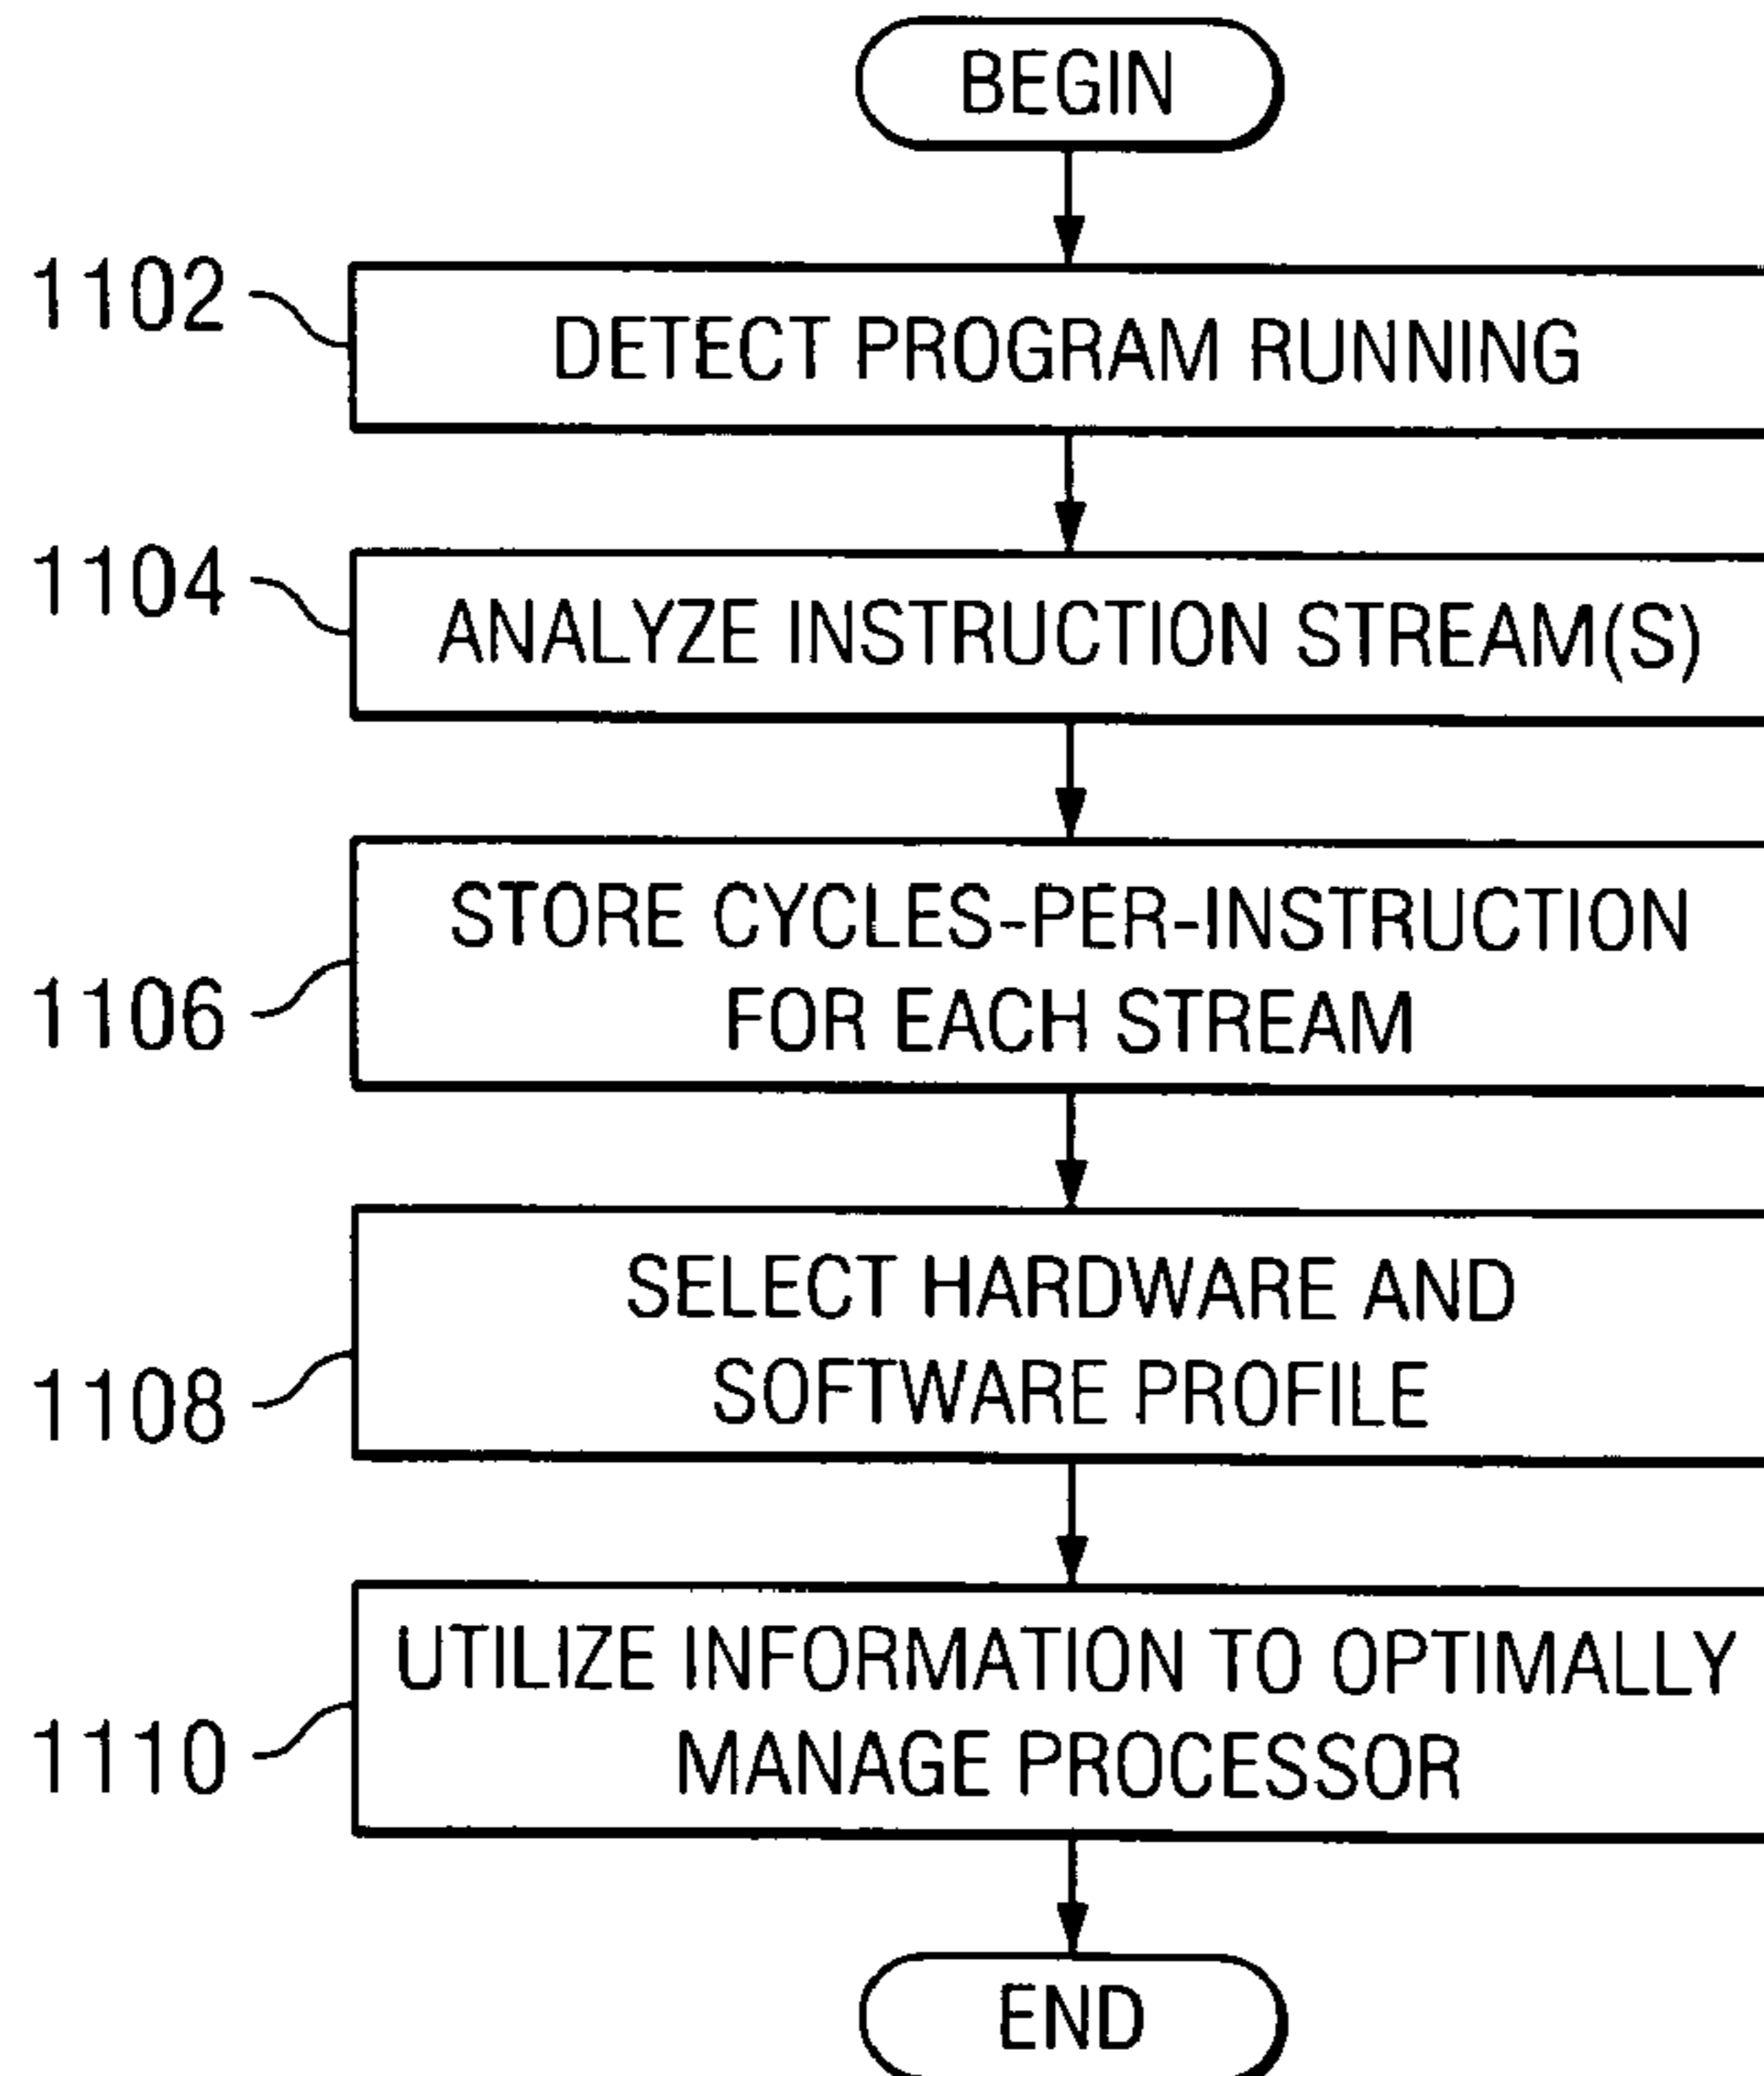 BEGIN
1102
DETECT PROGRAM RUNNING
1104
ANALYZE INSTRUCTION STREAM(S)
1106
STORE CYCLES-PER-INSTRUCTION
FOR EACH STREAM
1108
SELECT HARDWARE AND
SOFTWARE PROFILE
1110
UTILIZE INFORMATION TO OPTIMALLY
MANAGE PROCESSOR
END